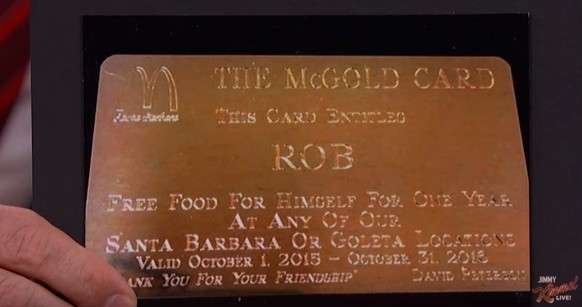 THE McGOLD CARD
THIS CARD ENTITLES
ROB
FREE FOOD FOR HIMSELF FOR ONE YEAR
AT ANY OF OUR
SANTA BARBARA OR GOLETA LOCATIONS
VALID OCTOBER 1, 2015 - OCTOBER 31, 2016
"THANK YOU FOR YOUR FRIENDSHIP" DAVID PETERSON
JIMMY
Kimmel
LIVE!